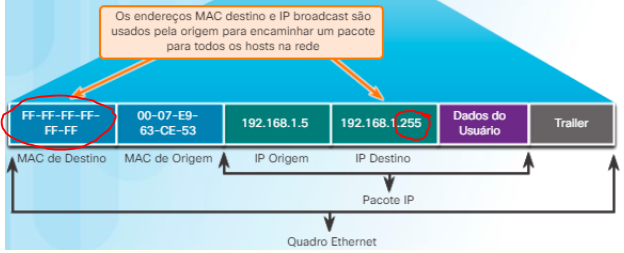 Os endereços MAC destino e IP broadcast são
usados pela origem para encaminhar um pacote
para todos os hosts na rede
FF-FF-FF-FF-
FF-FF
00-07-E9-
63-CE-53
192.168.1.5
192.168.1.255
Dados do
Usuário
Trailer
MAC de Destino
MAC de Origem
IP Origem
IP Destino
Pacote IP
Quadro Ethernet